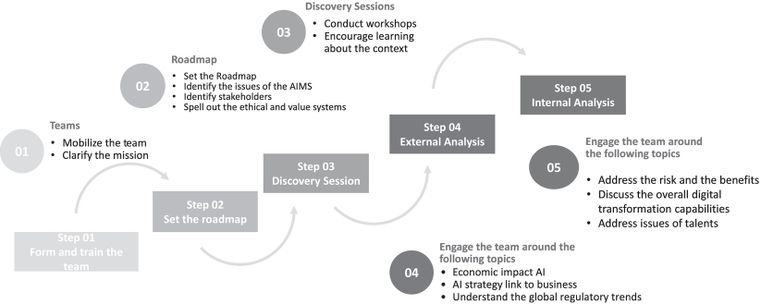 01
Teams
• Mobilize the team
• Clarify the mission
02
Roadmap
• Set the Roadmap
• Identify the issues of the AIMS
• Identify stakeholders
• Spell out the ethical and value systems
03
Discovery Sessions
• Conduct workshops
• Encourage learning
about the context
Step 01
Form and train the
team
Step 02
Set the roadmap
Step 03
Discovery Session
Step 04
External Analysis
Step 05
Internal Analysis
04
Engage the team around the
following topics
• Economic impact AI
• AI strategy link to business
• Understand the global regulatory trends
05
Engage the team around
the following topics
• Address the risk and the benefits
• Discuss the overall digital
transformation capabilities
• Address issues of talents